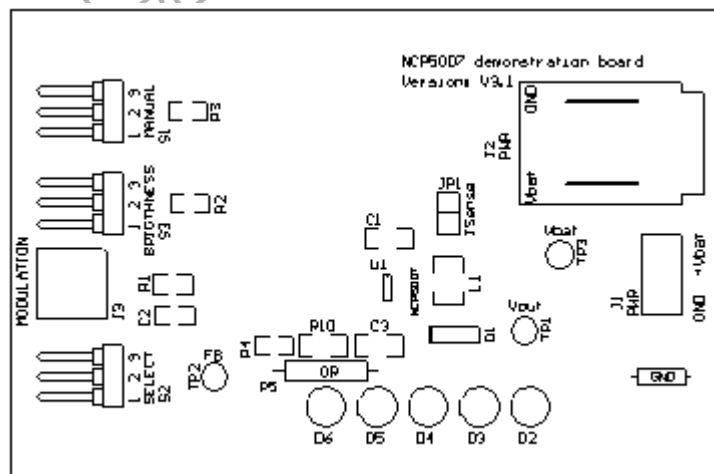 NCP5007 demonstration board
Version: V3.1
1 2 3
MANUAL
S1
R3
GND
J2
PWR
Vbat
1 2 3
BRIGTHNESS
S3
R2
JP1
ISense
C1
Vbat
TP3
MODULATION
J3
R1
C2
U1
NCP5007
L1
J1
PWR
GND +Vbat
Vout
TP1
D1
1 2 3
SELECT
S2
FB
TP2
R4
R10
C3
R5
0R
GND
D6
D5
D4
D3
D2